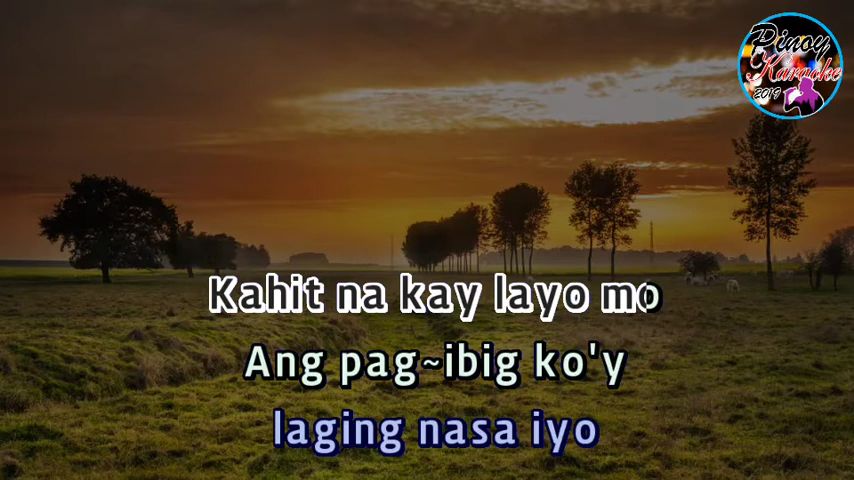 Pinoy
Karaoke
2019
Kahit na kay layo mo
Ang pag~ibig ko'y
laging nasa iyo